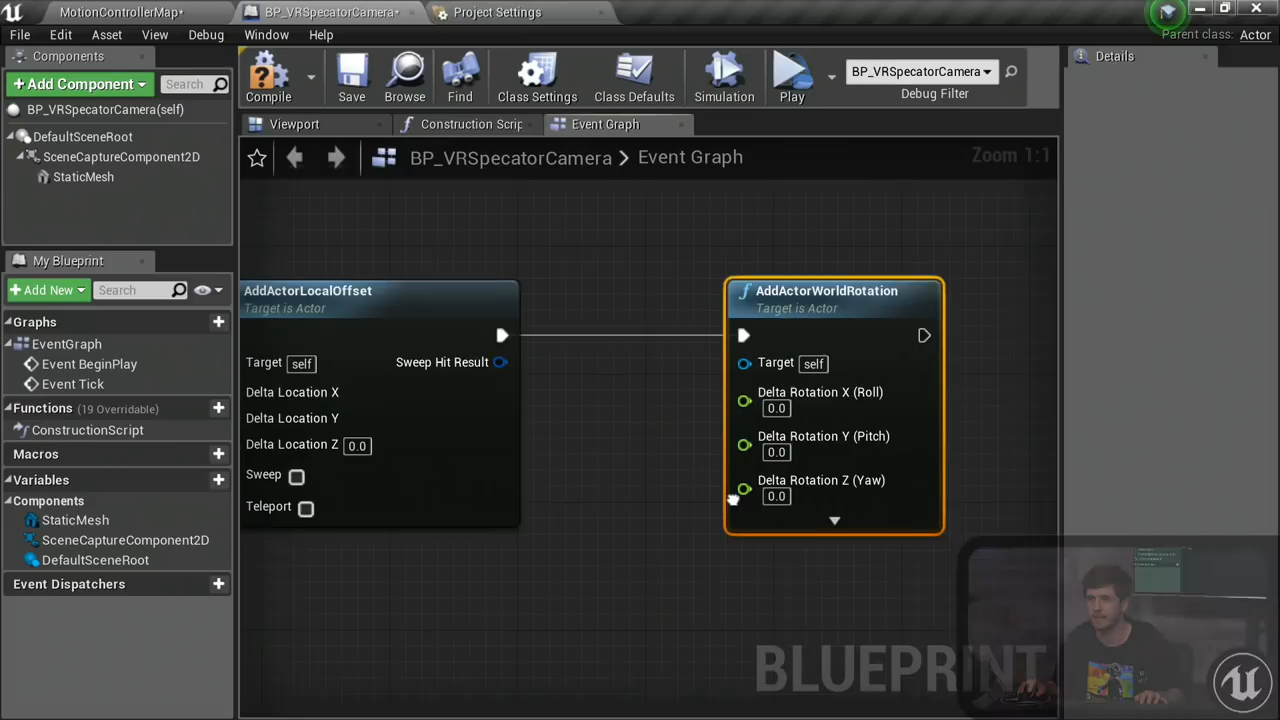 MotionControllerMap*
BP_VRSpecatorCamera*
Project Settings
File Edit Asset View Debug Window Help
Parent class: Actor
Components
+ Add Component
Search
BP_VRSpecatorCamera(self)
DefaultSceneRoot
SceneCaptureComponent2D
StaticMesh
My Blueprint
+ Add New
Search
Graphs
EventGraph
Event BeginPlay
Event Tick
Functions (19 Overridable)
ConstructionScript
Macros
Variables
Components
StaticMesh
SceneCaptureComponent2D
DefaultSceneRoot
Event Dispatchers
Compile
Save
Browse
Find
Class Settings
Class Defaults
Simulation
Play
BP_VRSpecatorCamera
Debug Filter
Viewport
Construction Scrip
Event Graph
BP_VRSpecatorCamera > Event Graph
Zoom 1:1
AddActorLocalOffset
Target is Actor
Target self
Sweep Hit Result
Delta Location X
Delta Location Y
Delta Location Z 0.0
Sweep
Teleport
AddActorWorldRotation
Target is Actor
Target self
Delta Rotation X (Roll)
0.0
Delta Rotation Y (Pitch)
0.0
Delta Rotation Z (Yaw)
0.0
BLUEPRINT
Details